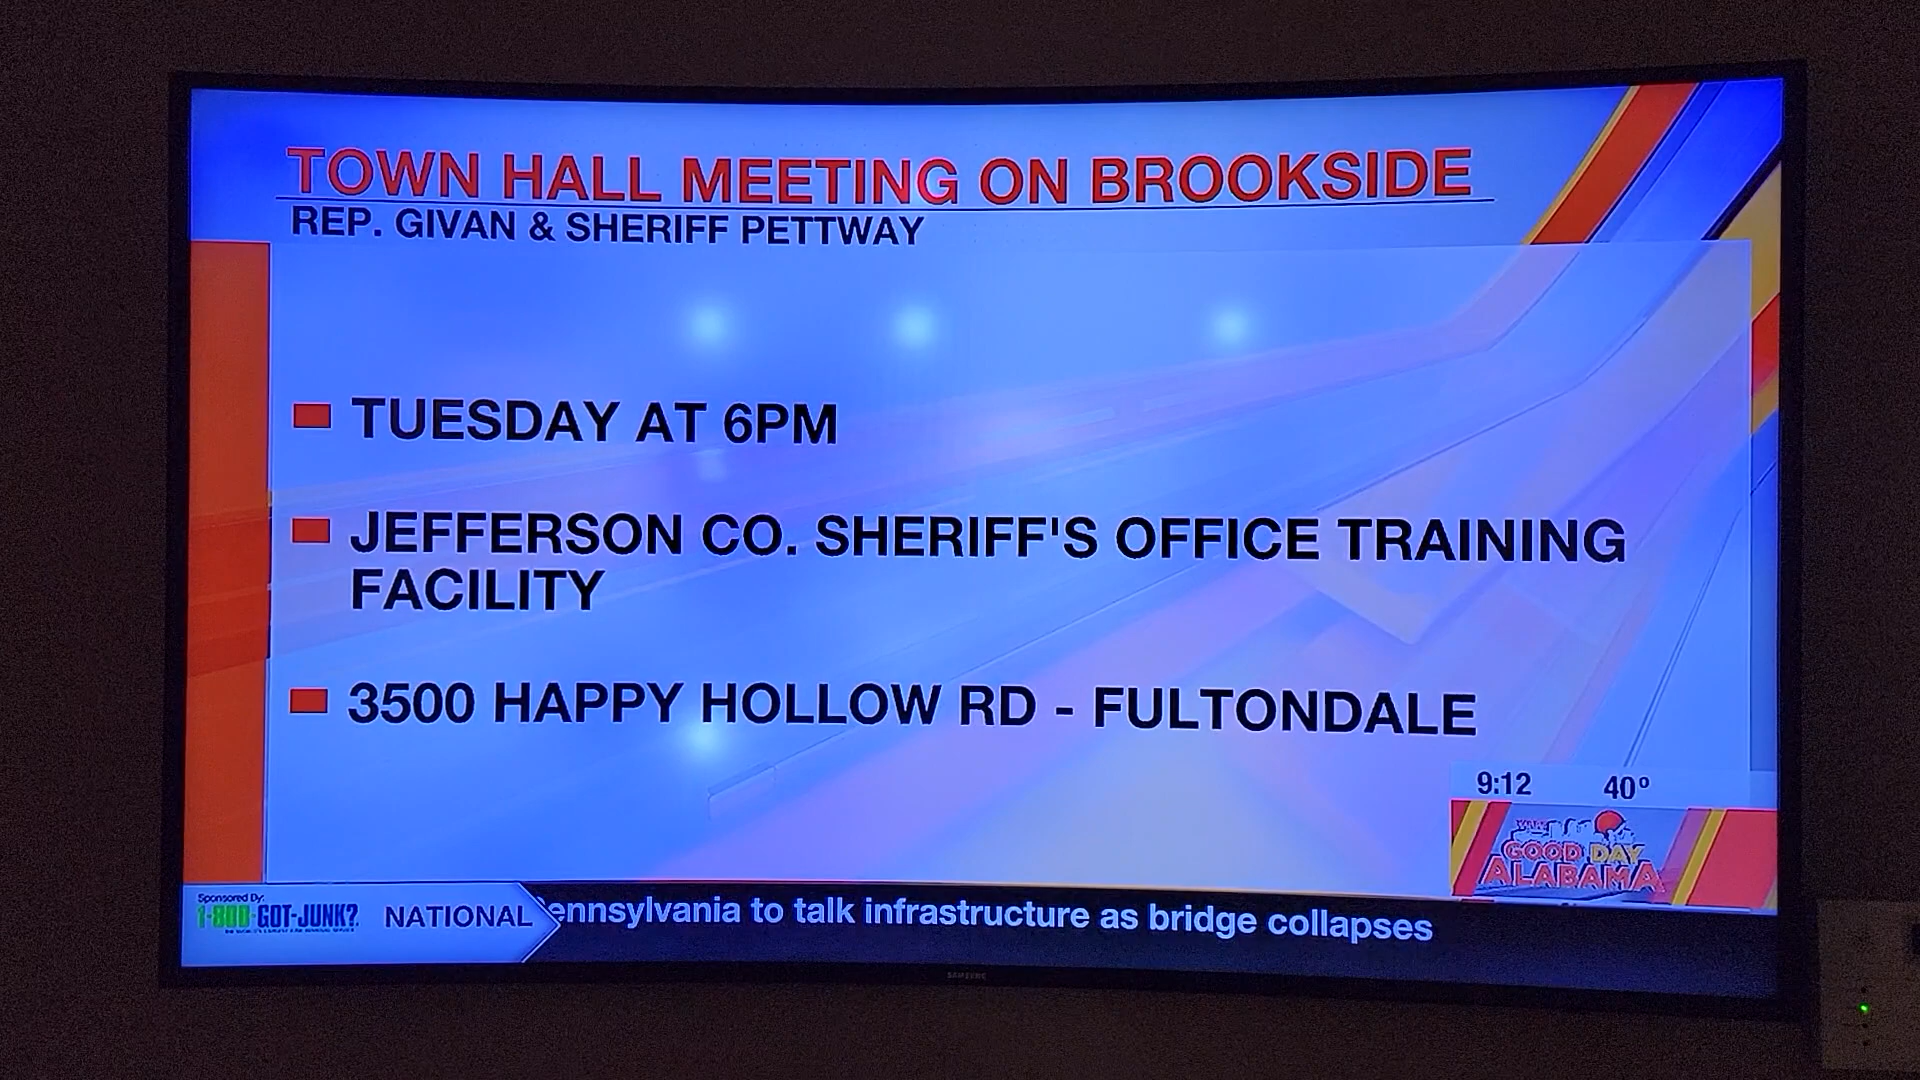 TOWN HALL MEETING ON BROOKSIDE
REP. GIVAN & SHERIFF PETTWAY
TUESDAY AT 6PM
JEFFERSON CO. SHERIFF'S OFFICE TRAINING
FACILITY
3500 HAPPY HOLLOW RD - FULTONDALE
9:12 40°
GOOD DAY
ALABAMA
Sponsored By:
1-800-GOT-JUNK?
NATIONAL
ennsylvania to talk infrastructure as bridge collapses
SAMSUNG